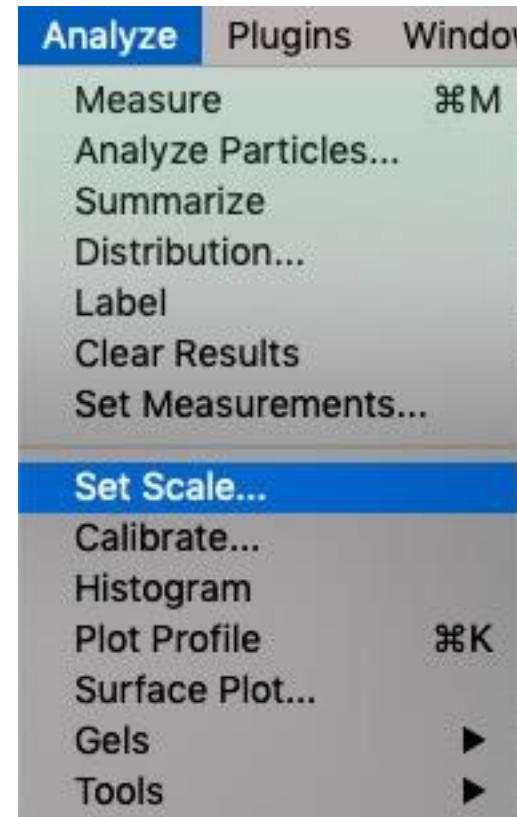 Analyze Plugins
Measure ⌘M
Analyze Particles...
Summarize
Distribution...
Label
Clear Results
Set Measurements...
Set Scale...
Calibrate...
Histogram
Plot Profile ⌘K
Surface Plot...
Gels ▶
Tools ▶